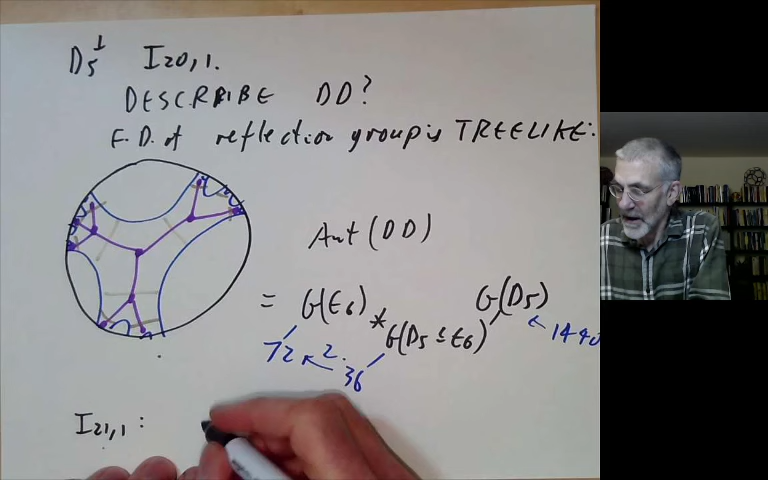 D5⊥ I20,1.
DESCRIBE DD?
F.D. of reflection group is TREELIKE:
Aut(DD)
= G(E6) * G(D5 ≤ E6) G(D5)
72 ← 2. 36 ← 1440
I21,1: